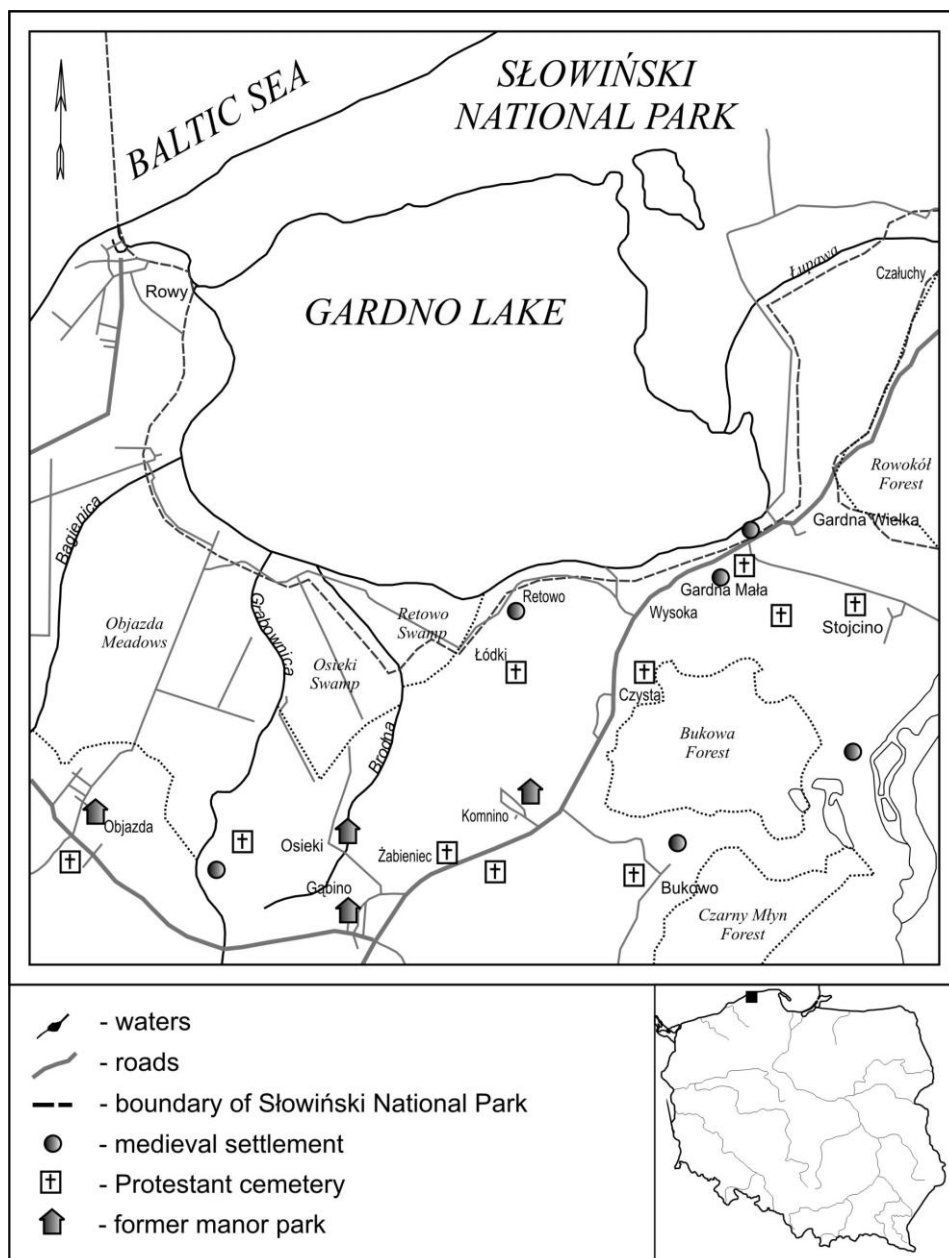 BALTIC SEA
SŁOWIŃSKI
NATIONAL PARK
Łupawa
Czałuchy
Rowy
GARDNO LAKE
Rowokół
Forest
Bagienica
Gardna Wielka
Gardna Mała
Grabownica
Retowo
Retowo
Swamp
Wysoka
Objazda
Meadows
Stojcino
Osieki
Swamp
Łódki
Czysta
Brodna
Bukowa
Forest
Komnino
Objazda
Osieki
Żabieniec
Gąbino
Bukowo
Czarny Młyn
Forest
- waters
- roads
- boundary of Słowiński National Park
- medieval settlement
- Protestant cemetery
- former manor park